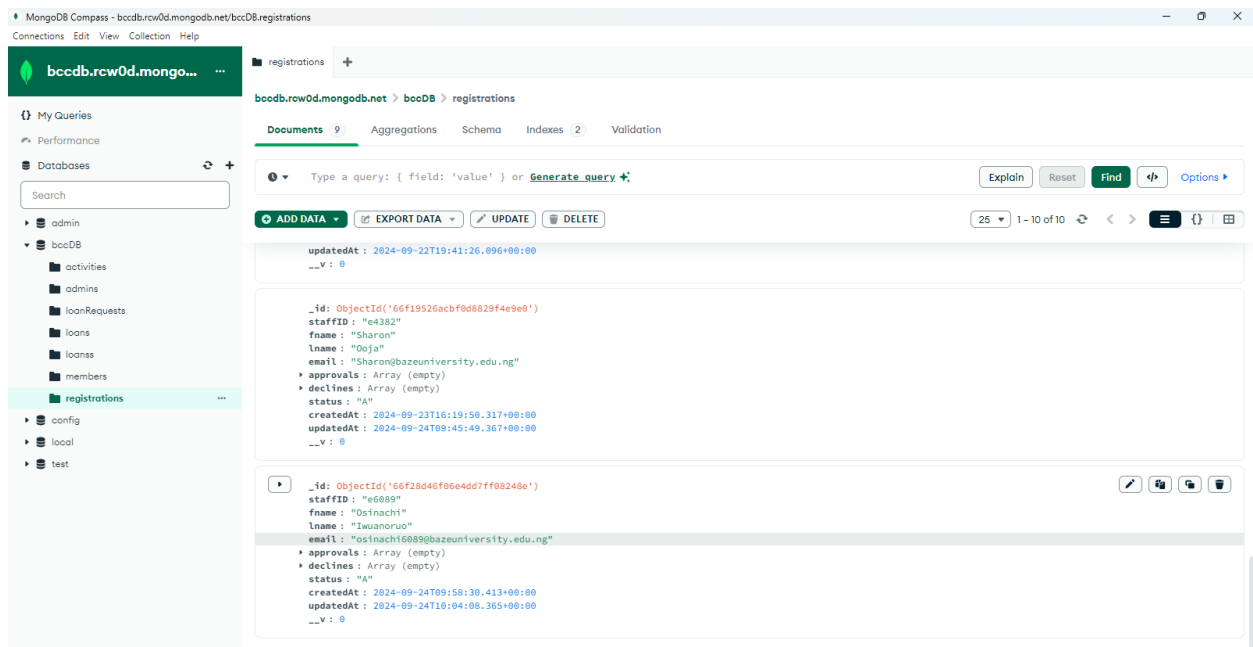 MongoDB Compass - bccdb.rcw0d.mongodb.net/bccDB.registrations
Connections Edit View Collection Help
bccdb.rcw0d.mongo... ...
registrations
bccdb.rcw0d.mongodb.net > bccDB > registrations
{} My Queries
Performance
Databases
Search
admin
bccDB
activities
admins
loanRequests
loans
loanss
members
registrations ...
config
local
test
Documents 9 Aggregations Schema Indexes 2 Validation
Type a query: { field: 'value' } or Generate query
Explain Reset Find </> Options
ADD DATA EXPORT DATA UPDATE DELETE
25 1 – 10 of 10 {}
updatedAt : 2024-09-22T19:41:26.096+00:00
__v : 0
_id: ObjectId('66f19526acbf0d8829f4e9e0')
staffID : "e4382"
fname : "Sharon"
lname : "Ooja"
email : "Sharon@bazeuniversity.edu.ng"
approvals : Array (empty)
declines : Array (empty)
status : "A"
createdAt : 2024-09-23T16:19:50.317+00:00
updatedAt : 2024-09-24T09:45:49.367+00:00
__v : 0
_id: ObjectId('66f28d46f06e4dd7ff08248e')
staffID : "e6089"
fname : "Osinachi"
lname : "Iwuanoruo"
email : "osinachi6089@bazeuniversity.edu.ng"
approvals : Array (empty)
declines : Array (empty)
status : "A"
createdAt : 2024-09-24T09:58:30.413+00:00
updatedAt : 2024-09-24T10:04:08.365+00:00
__v : 0